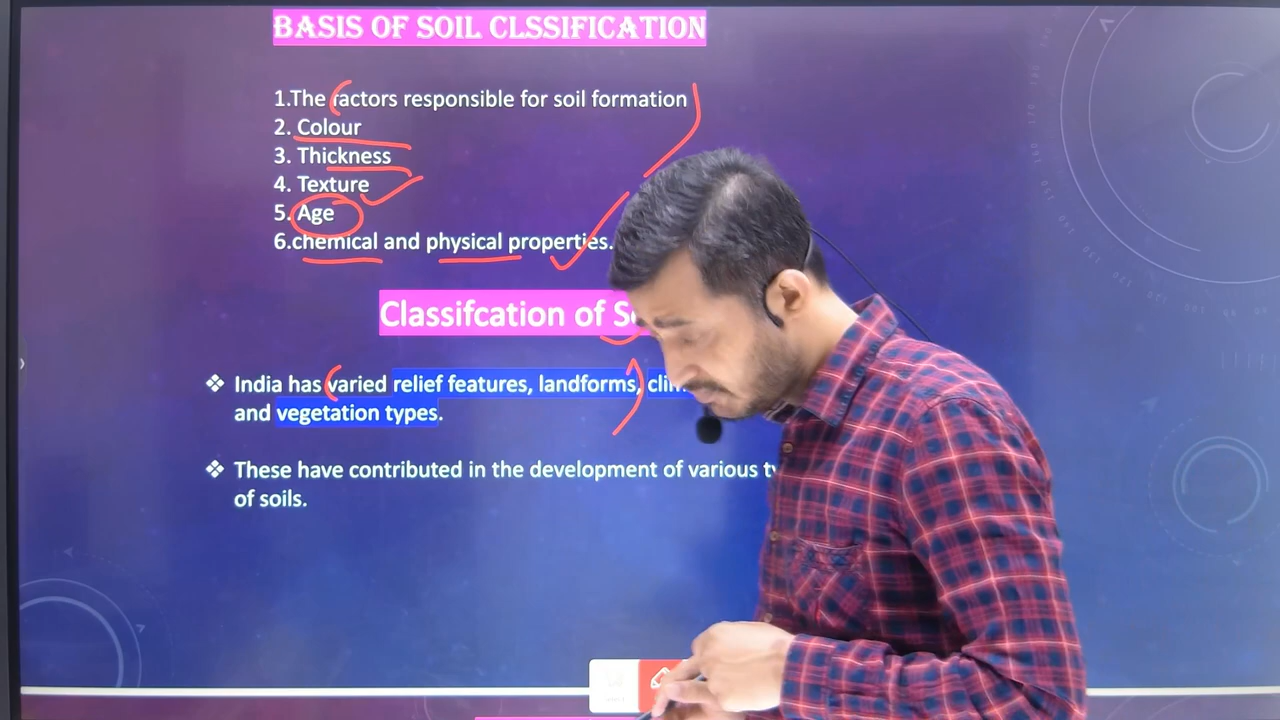 BASIS OF SOIL CLSSIFICATION
1.The factors responsible for soil formation
2. Colour
3. Thickness
4. Texture
5. Age
6.chemical and physical properties.
Classifcation of
❖ India has varied relief features, landforms,
and vegetation types.
❖ These have contributed in the development of various
of soils.